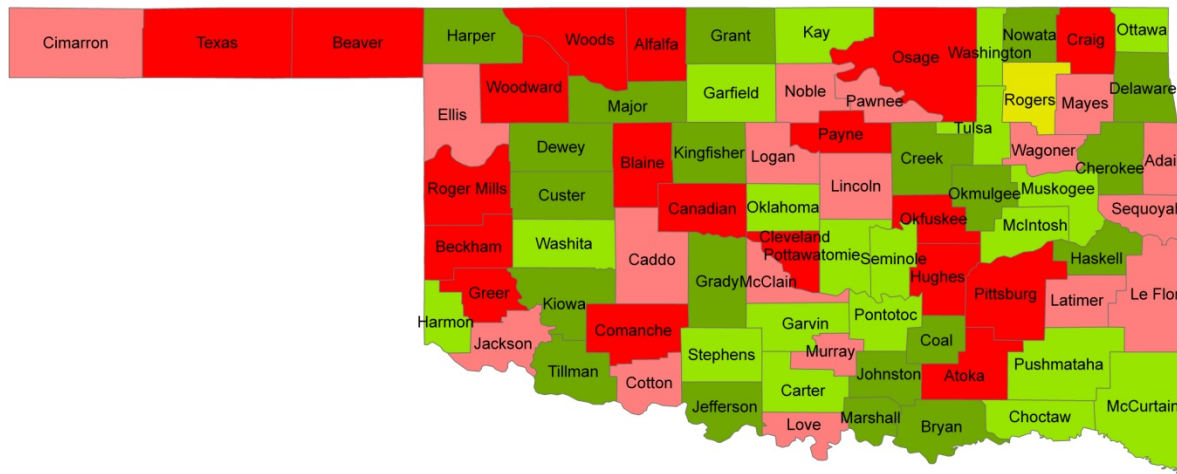 Cimarron
Texas
Beaver
Harper
Woods
Alfalfa
Grant
Kay
Osage
Washington
Nowata
Craig
Ottawa
Woodward
Ellis
Major
Garfield
Noble
Pawnee
Rogers
Mayes
Delaware
Dewey
Blaine
Kingfisher
Logan
Payne
Creek
Tulsa
Wagoner
Cherokee
Adai
Roger Mills
Custer
Canadian
Oklahoma
Lincoln
Okfuskee
Okmulgee
Muskogee
McIntosh
Sequoyal
Beckham
Washita
Caddo
Grady
McClain
Cleveland
Pottawatomie
Seminole
Hughes
Pittsburg
Haskell
Latimer
Le Flor
Harmon
Greer
Kiowa
Comanche
Garvin
Pontotoc
Coal
Jackson
Tillman
Cotton
Stephens
Carter
Murray
Johnston
Atoka
Pushmataha
McCurtain
Jefferson
Love
Marshall
Bryan
Choctaw